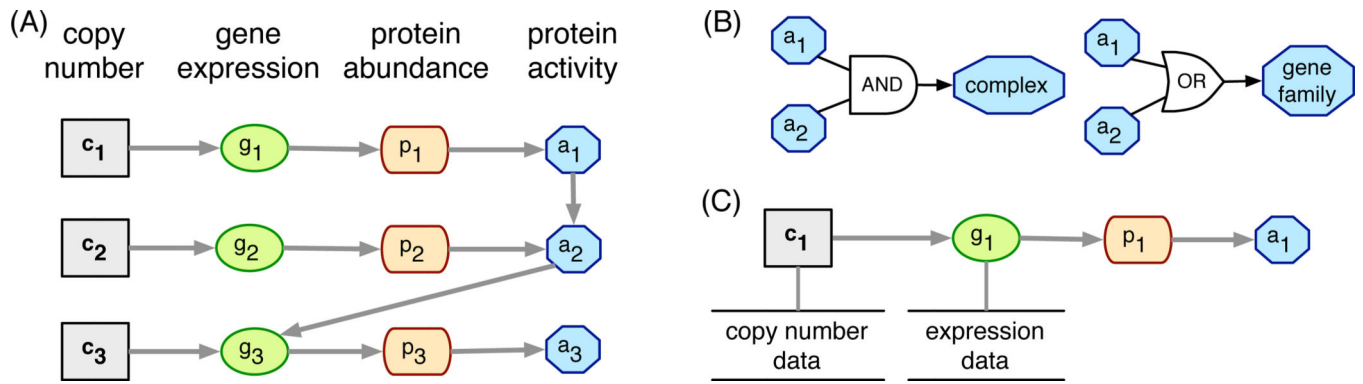 (A)
copy number
gene expression
protein abundance
protein activity
c1 g1 p1 a1
c2 g2 p2 a2
c3 g3 p3 a3
(B)
a1
a2
AND
complex
a1
a2
OR
gene family
(C)
c1 g1 p1 a1
copy number data
expression data